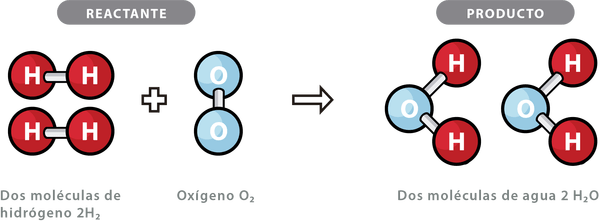 REACTANTE
PRODUCTO
H H
H H
O
O
H
O
H
H
O
H
Dos moléculas de
hidrógeno 2H₂
Oxígeno O₂
Dos moléculas de agua 2 H₂O